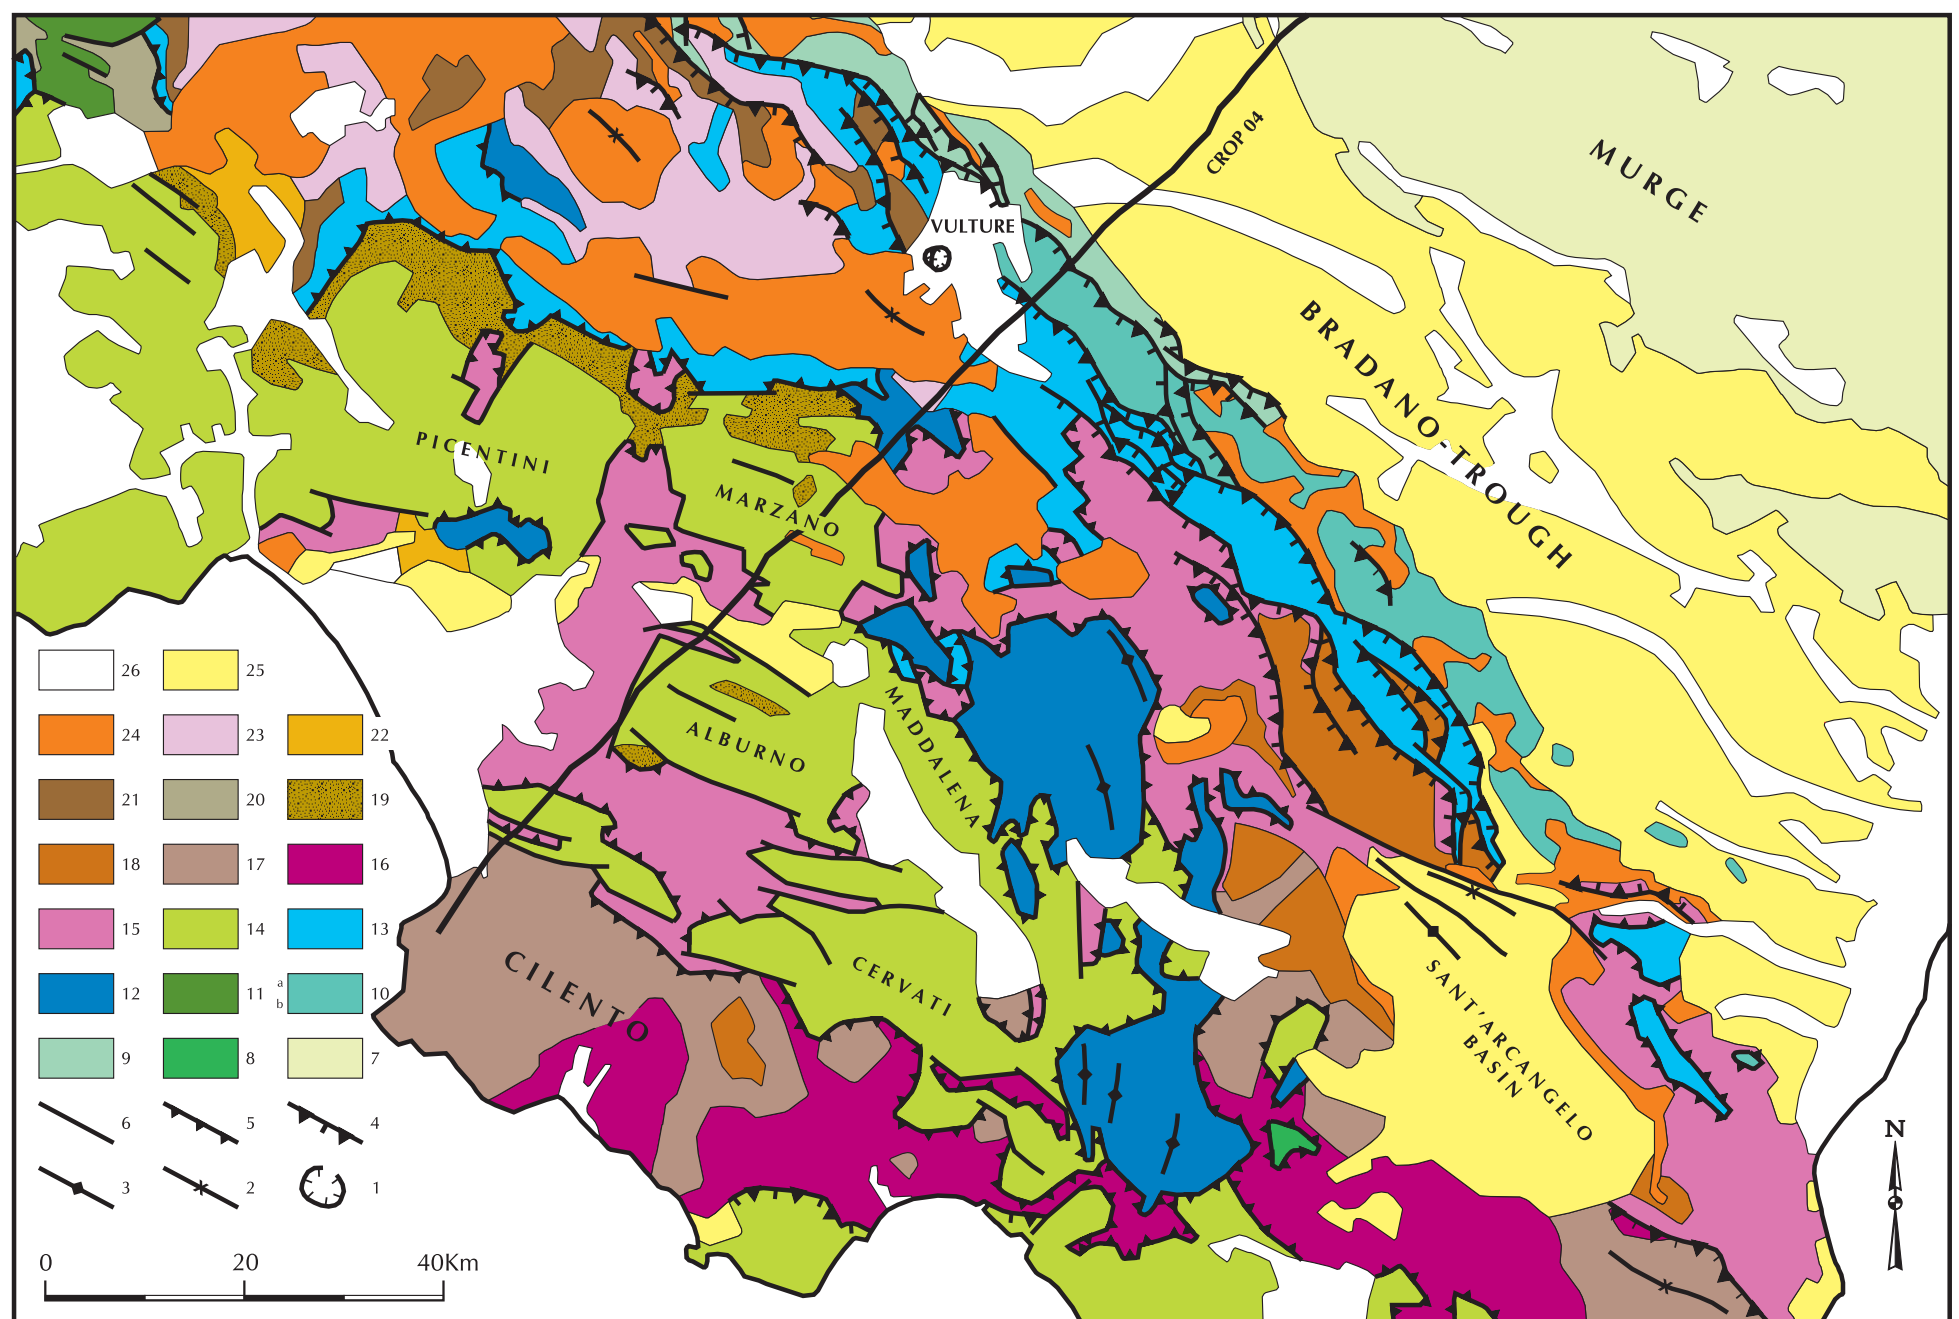 MURGE
CROP 04
VULTURE
BRADANO-TROUGH
PICENTINI
MARZANO
ALBURNO
MADDALENA
CERVATI
CILENTO
SANT'ARCANGELO
BASIN
26 25
24 23 22
21 20 19
18 17 16
15 14 13
12 11 a b 10
9 8 7
6 5 4
3 2 1
0 20 40Km
N